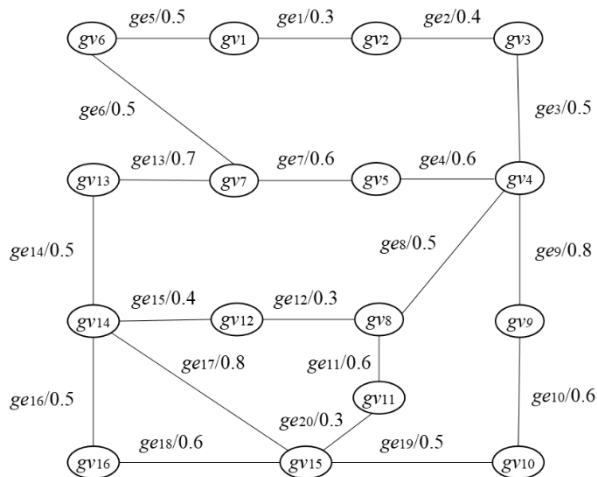 ge5/0.5 ge1/0.3 ge2/0.4
gv6 gv1 gv2 gv3
ge6/0.5 ge3/0.5
ge13/0.7 ge7/0.6 ge4/0.6
gv13 gv7 gv5 gv4
ge14/0.5 ge8/0.5 ge9/0.8
ge15/0.4 ge12/0.3
gv14 gv12 gv8 gv9
ge17/0.8 ge11/0.6
gv11
ge16/0.5 ge20/0.3 ge10/0.6
ge18/0.6 ge19/0.5
gv16 gv15 gv10